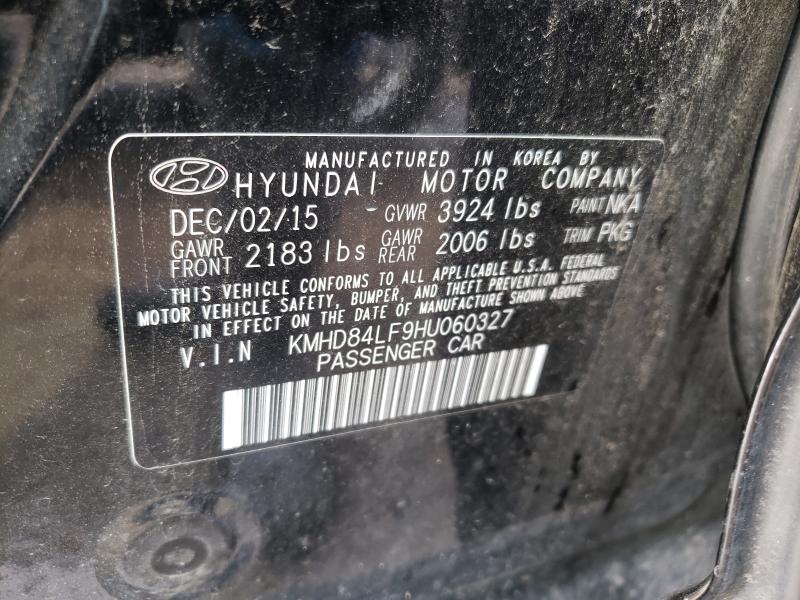 MANUFACTURED IN KOREA BY
HYUNDAI MOTOR COMPANY
DEC/02/15 GVWR 3924 lbs PAINT NKA
GAWR FRONT 2183 lbs GAWR REAR 2006 lbs TRIM PKG
THIS VEHICLE CONFORMS TO ALL APPLICABLE U.S.A. FEDERAL
MOTOR VEHICLE SAFETY, BUMPER, AND THEFT PREVENTION STANDARDS
IN EFFECT ON THE DATE OF MANUFACTURE SHOWN ABOVE
V.I.N KMHD84LF9HU060327
PASSENGER CAR